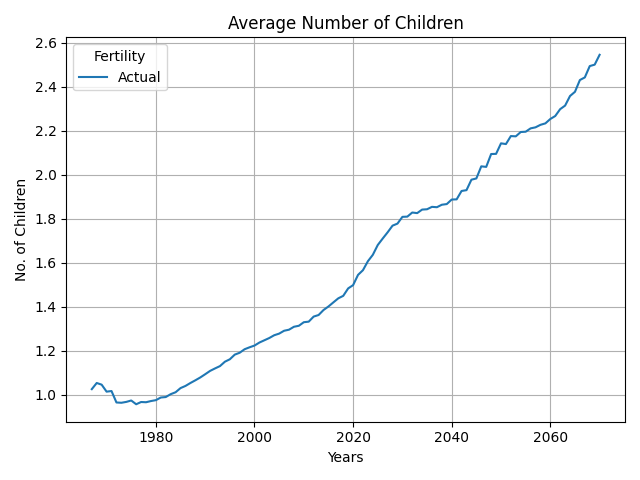 Average Number of Children
Fertility
Actual
No. of Children
2.6
2.4
2.2
2.0
1.8
1.6
1.4
1.2
1.0
1980 2000 2020 2040 2060
Years